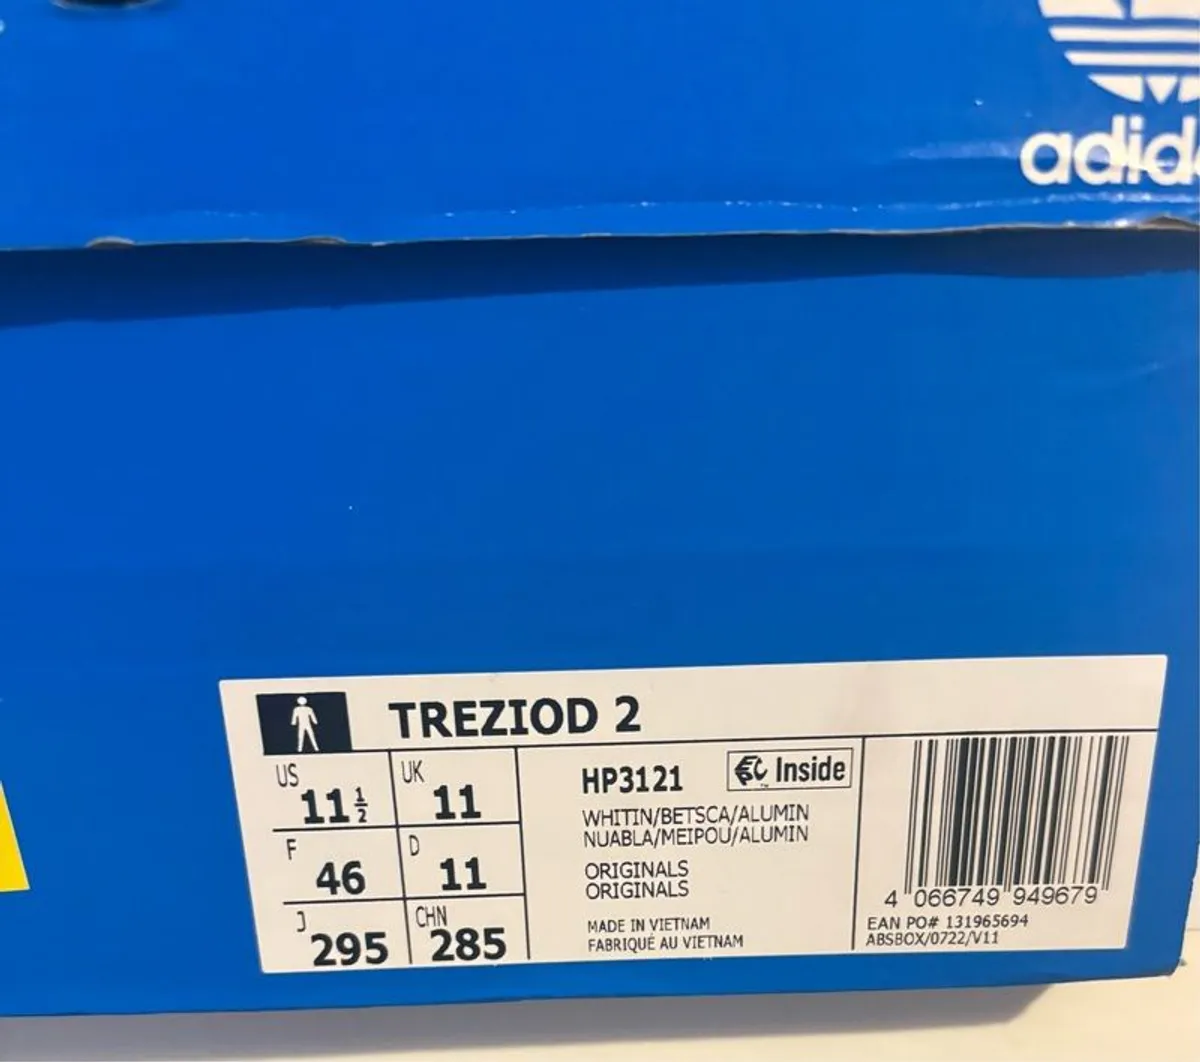 adid
TREZIOD 2
US 11½ UK 11
F 46 D 11
J 295 CHN 285
HP3121
Inside
WHITIN/BETSCA/ALUMIN
NUABLA/MEIPOU/ALUMIN
ORIGINALS
ORIGINALS
MADE IN VIETNAM
FABRIQUÉ AU VIETNAM
4 066749 949679
EAN PO# 131965694
ABSBOX/0722/V11